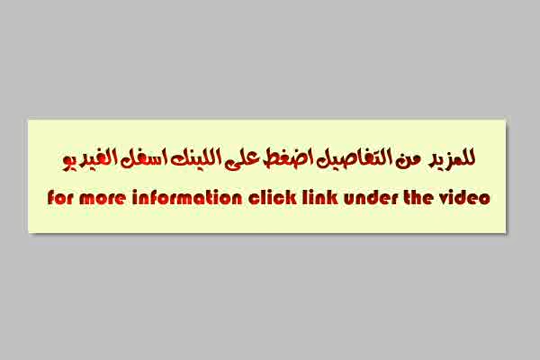 للمزيد من التفاصيل اضغط على اللينك اسفل الفيديو
for more information click link under the video